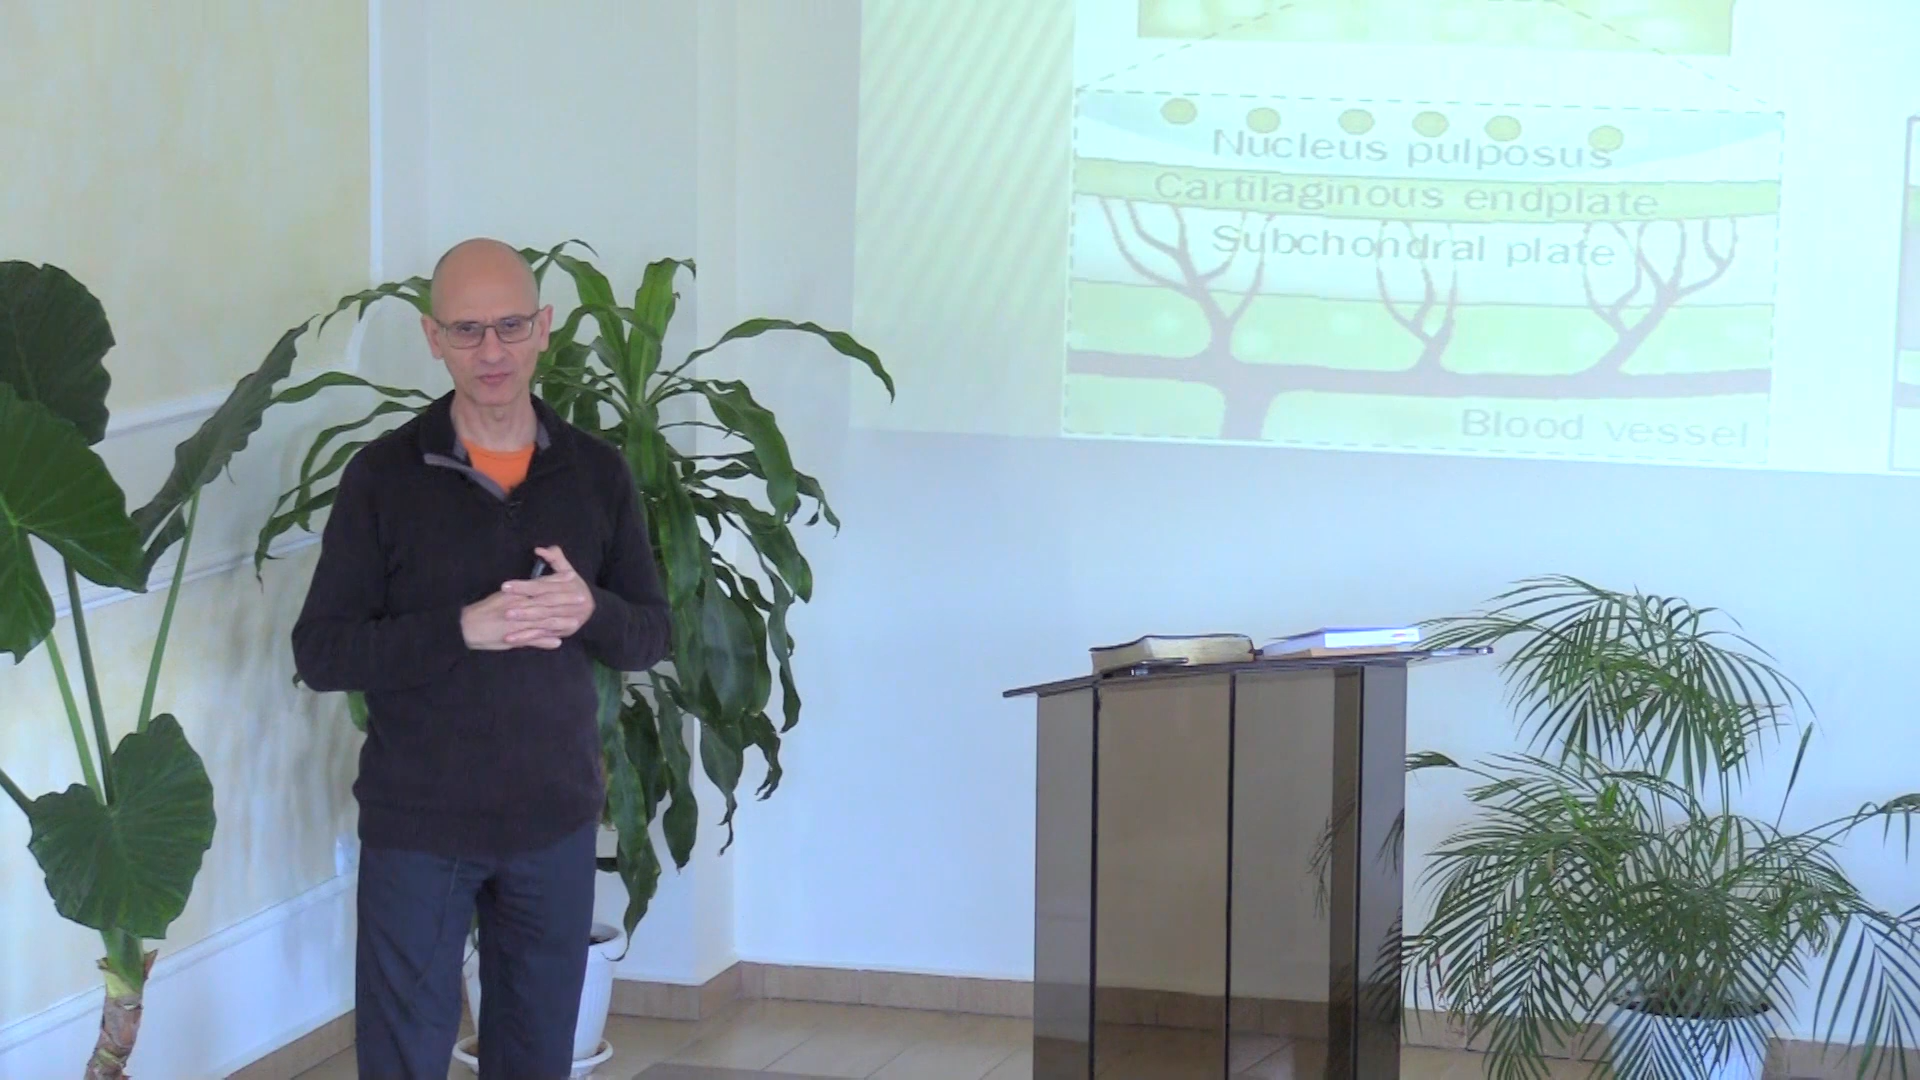 Nucleus pulposus
Cartilaginous endplate
Subchondral plate
Blood vessel